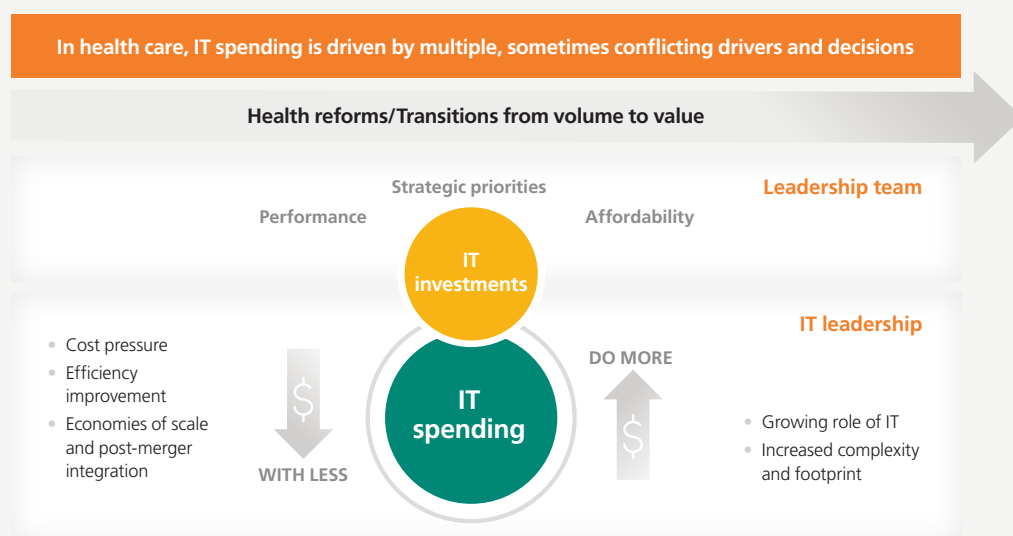 In health care, IT spending is driven by multiple, sometimes conflicting drivers and decisions
Health reforms/Transitions from volume to value
Leadership team
Strategic priorities
Performance
Affordability
IT
investments
IT leadership
• Cost pressure
• Efficiency
improvement
• Economies of scale
and post-merger
integration
$
WITH LESS
IT
spending
DO MORE
$
• Growing role of IT
• Increased complexity
and footprint